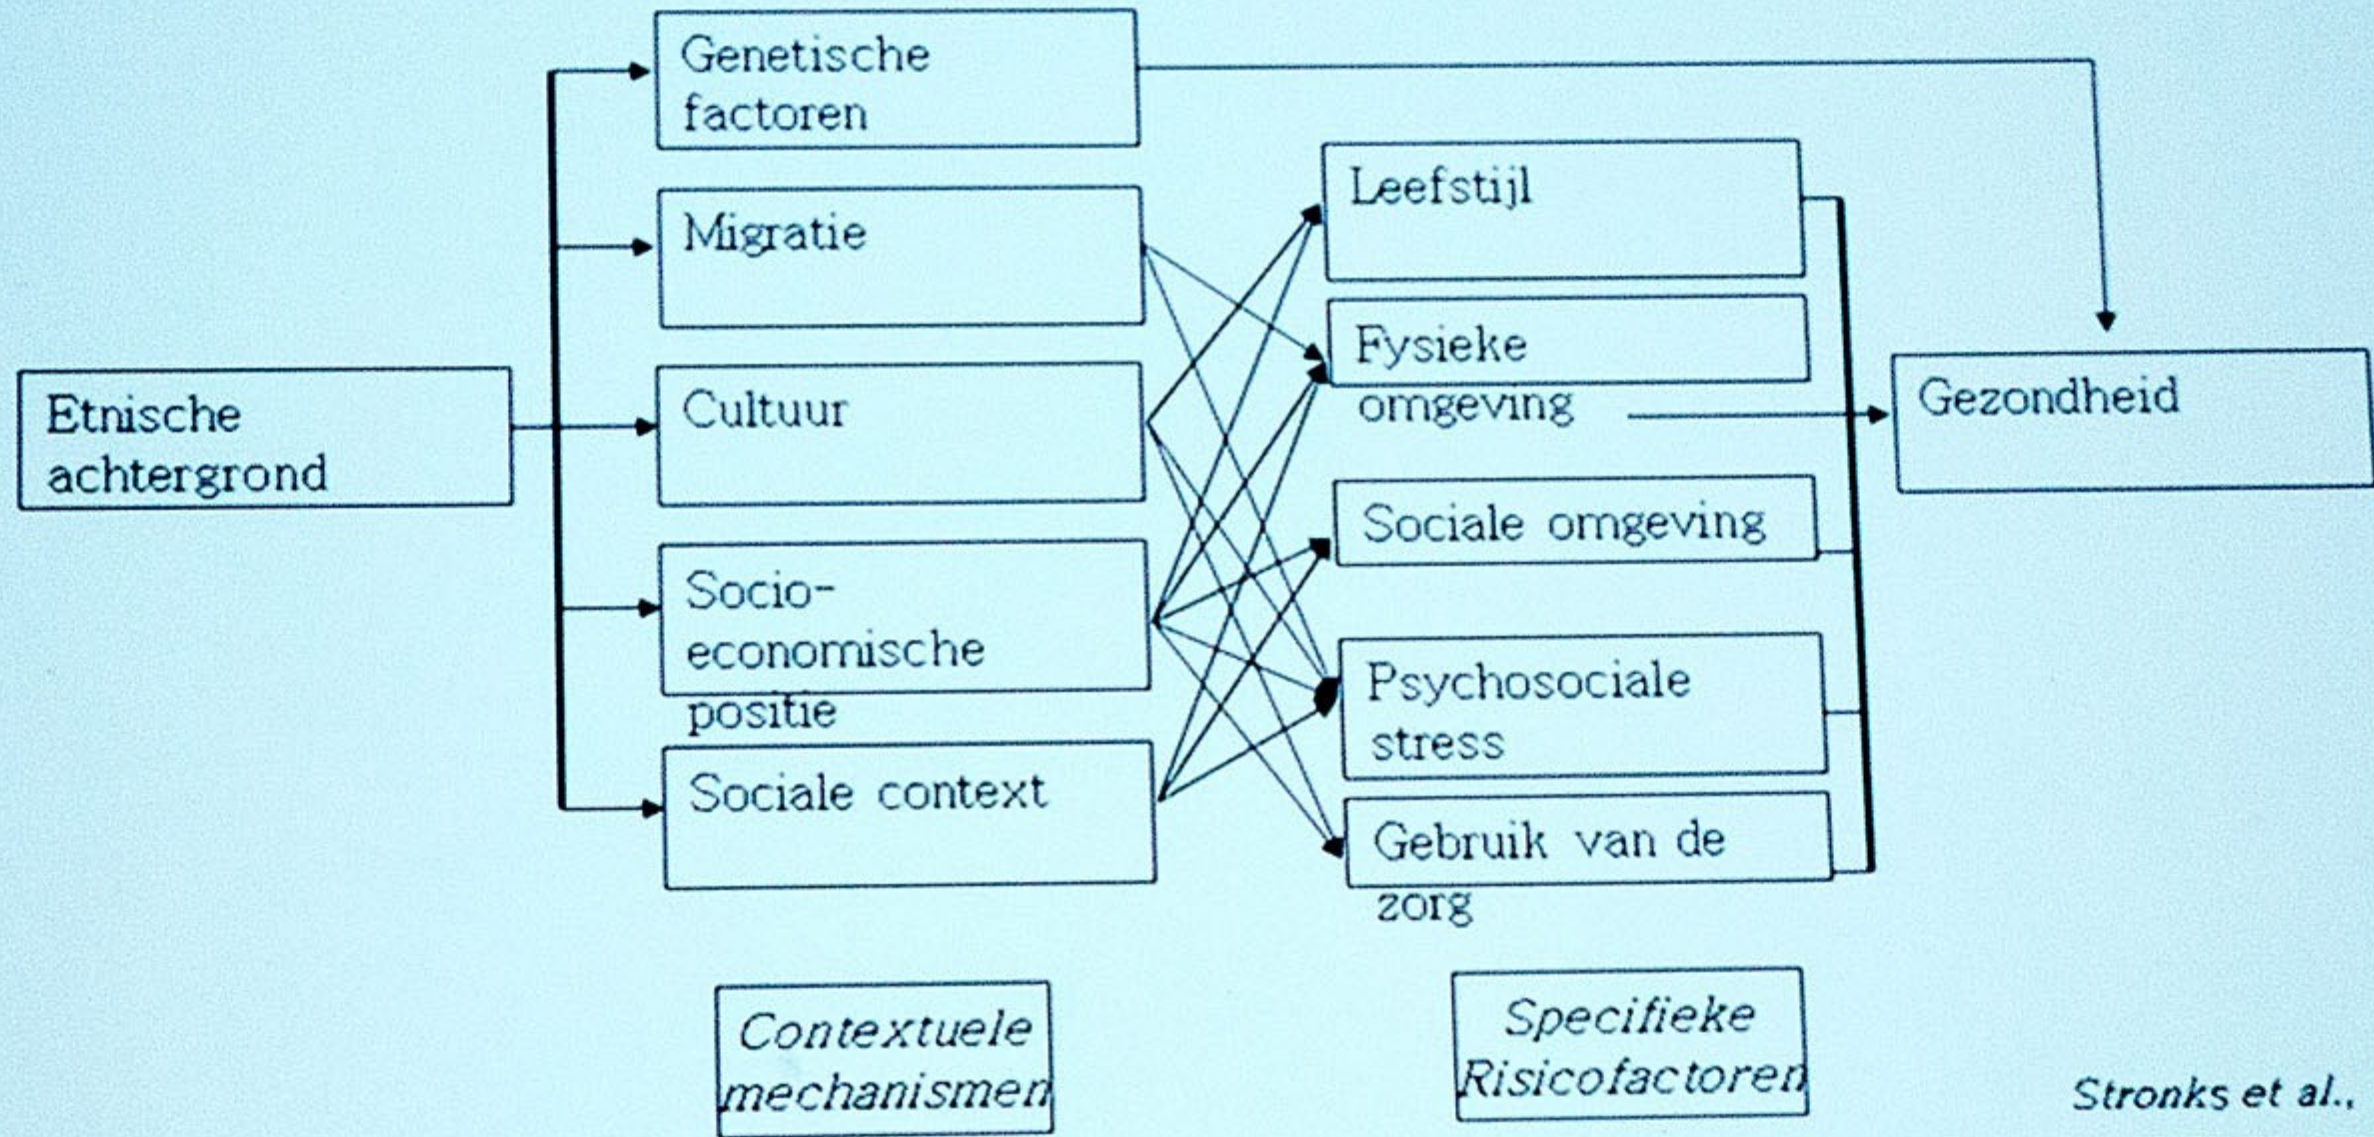 Genetische
factoren
Migratie
Cultuur
Socio-
economische
positie
Sociale context
Etnische
achtergrond
Leefstijl
Fysieke
omgeving
Sociale omgeving
Psychosociale
stress
Gebruik van de
zorg
Gezondheid
Contextuele
mechanismen
Specifieke
Risicofactoren
Stronks et al.,